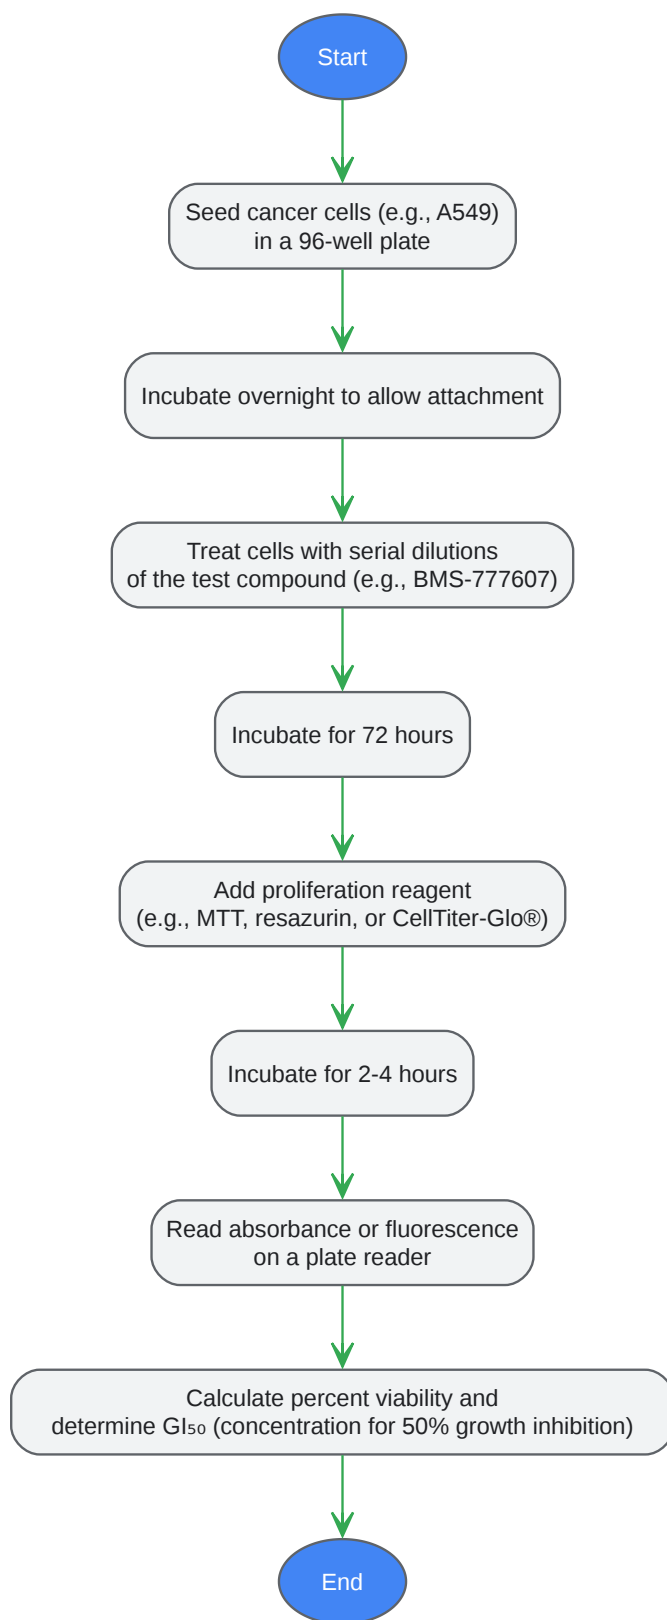 Start
Seed cancer cells (e.g., A549)
in a 96-well plate
Incubate overnight to allow attachment
Treat cells with serial dilutions
of the test compound (e.g., BMS-777607)
Incubate for 72 hours
Add proliferation reagent
(e.g., MTT, resazurin, or CellTiter-Glo®)
Incubate for 2-4 hours
Read absorbance or fluorescence
on a plate reader
Calculate percent viability and
determine GI₅₀ (concentration for 50% growth inhibition)
End